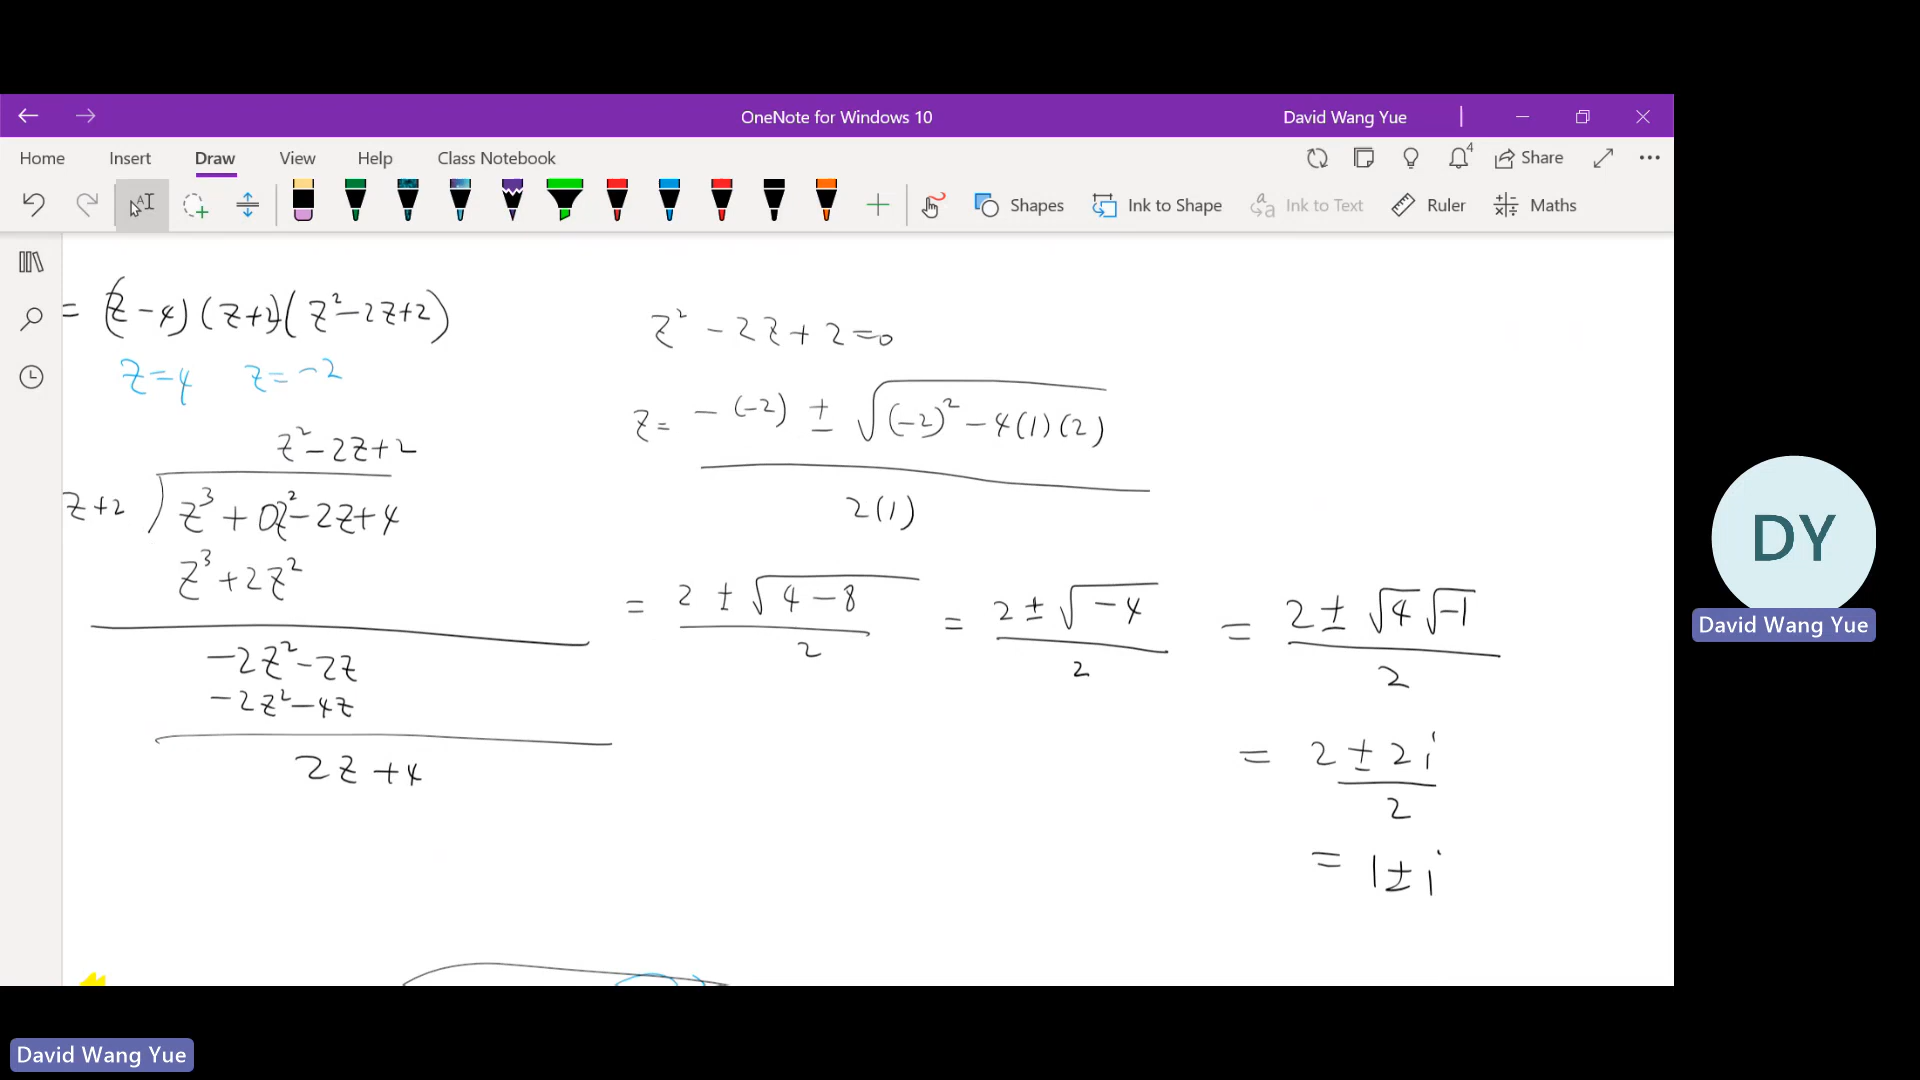 OneNote for Windows 10
David Wang Yue
Home Insert Draw View Help Class Notebook
4 Share
Shapes Ink to Shape Ink to Text Ruler Maths
= (z-4)(z+2)(z²-2z+2)
z=4 z=-2
z²-2z+2
z+2 ) z³+0z²-2z+4
z³+2z²
-2z²-2z
-2z²-4z
2z+4
z²-2z+2=0
z= -(-2) ± √(-2)²-4(1)(2)
2(1)
= 2 ± √4-8 = 2±√-4 = 2±√4√-1
2 2 2
= 2±2i
2
= 1±i
DY
David Wang Yue
David Wang Yue